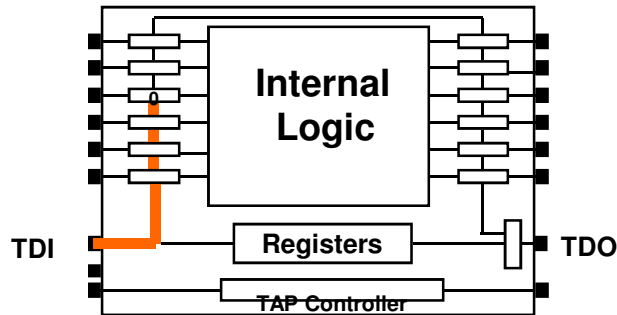 Internal
Logic
0
TDI
Registers
TDO
TAP Controller